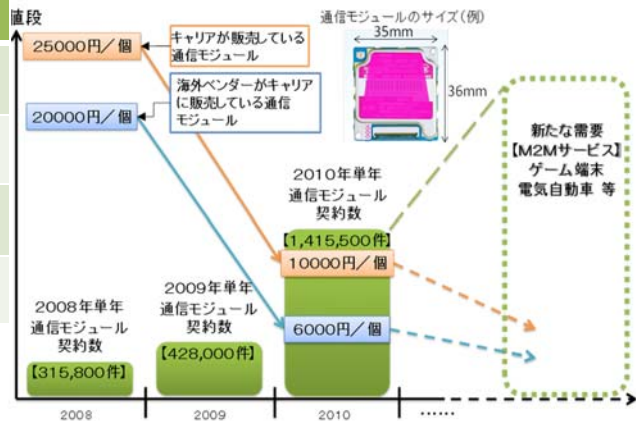 値段
25000円／個
キャリアが販売している
通信モジュール
20000円／個
海外ベンダーがキャリア
に販売している通信
モジュール
通信モジュールのサイズ(例)
35mm
36mm
新たな需要
【M2Mサービス】
ゲーム端末
電気自動車 等
2010年単年
通信モジュール
契約数
【1,415,500件】
10000円／個
6000円／個
2009年単年
通信モジュール
契約数
【428,000件】
2008年単年
通信モジュール
契約数
【315,800件】
2008
2009
2010
……